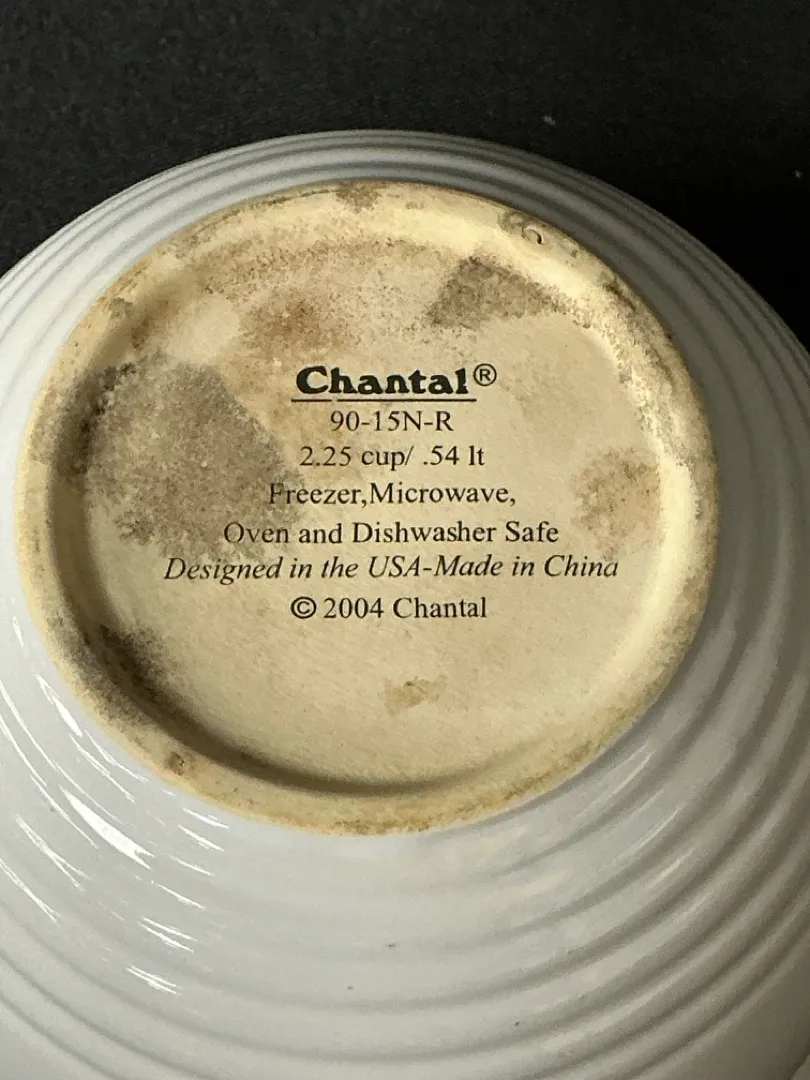 Chantal®
90-15N-R
2.25 cup/ .54 lt
Freezer,Microwave,
Oven and Dishwasher Safe
Designed in the USA-Made in China
© 2004 Chantal